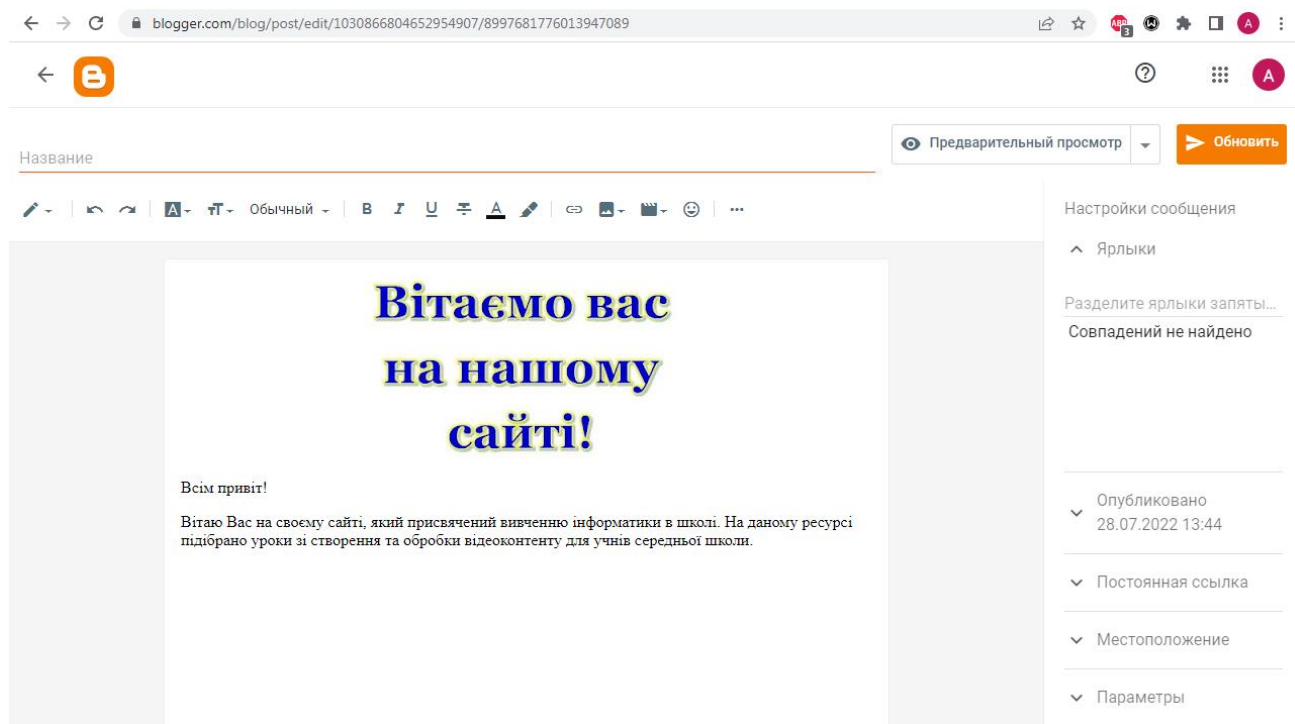 blogger.com/blog/post/edit/1030866804652954907/8997681776013947089
ABP
3
A
A
Название
Предварительный просмотр
Обновить
Обычный
B I U A
Настройки сообщения
Ярлыки
Разделите ярлыки запяты...
Совпадений не найдено
Вітаємо вас
на нашому
сайті!
Всім привіт!
Вітаю Вас на своєму сайті, який присвячений вивченню інформатики в школі. На даному ресурсі
підібрано уроки зі створення та обробки відеоконтенту для учнів середньої школи.
Опубликовано
28.07.2022 13:44
Постоянная ссылка
Местоположение
Параметры